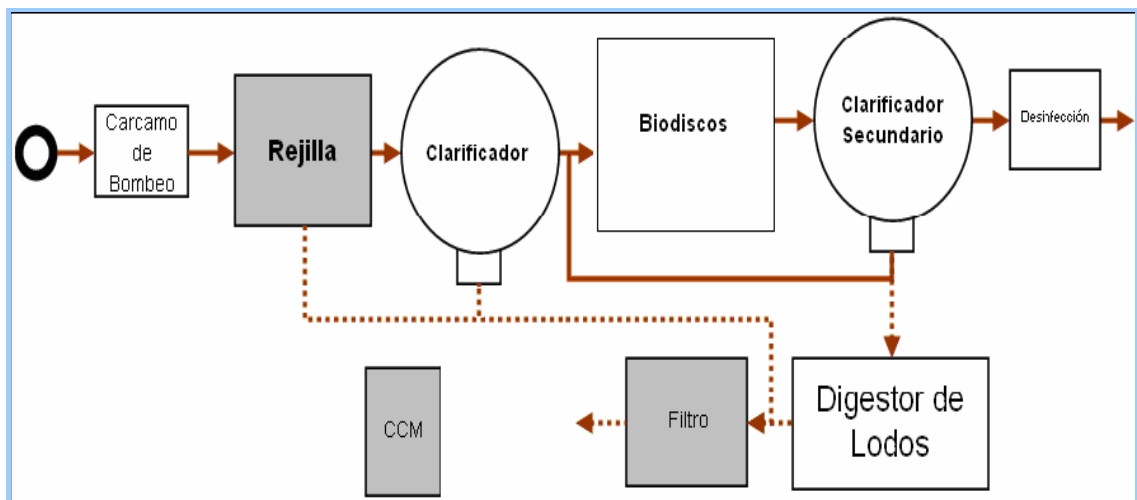 Carcamo
de
Bombeo
Rejilla
Clarificador
Biodiscos
Clarificador
Secundario
Desinfección
CCM
Filtro
Digestor de
Lodos